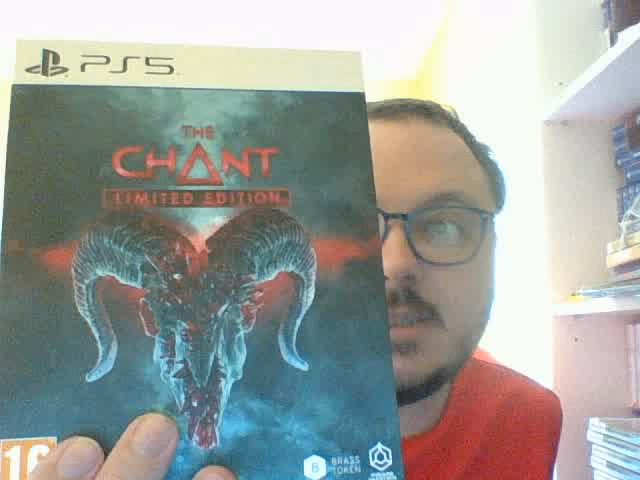 PS5
THE
CHANT
LIMITED EDITION
16
BRASS
TOKEN